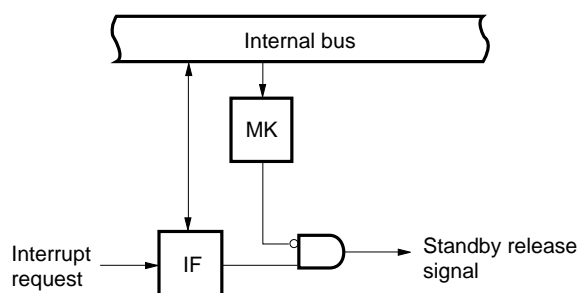 Internal bus
MK
Interrupt
request
IF
Standby release
signal